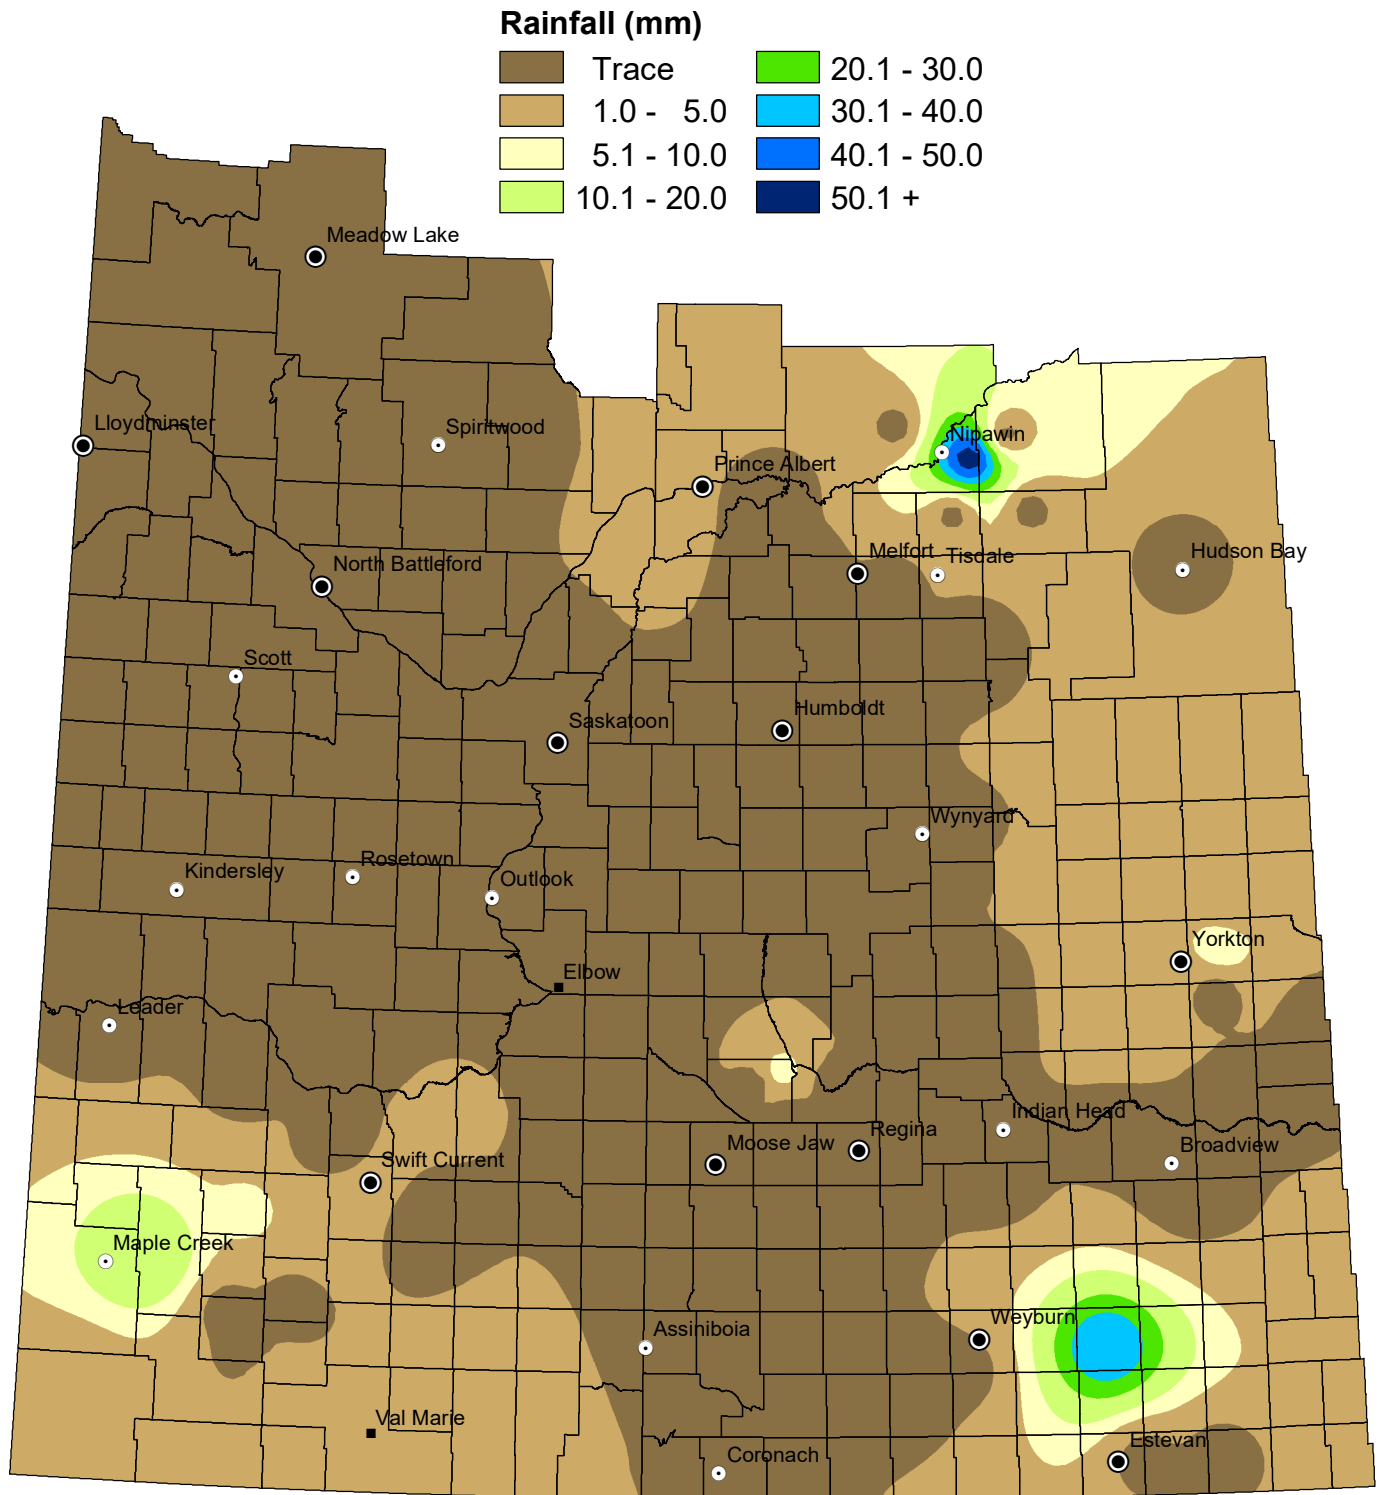 Rainfall (mm)
Trace
20.1 - 30.0
1.0 - 5.0
30.1 - 40.0
5.1 - 10.0
40.1 - 50.0
10.1 - 20.0
50.1 +
Meadow Lake
Lloydminster
Spiritwood
Nipawin
Prince Albert
North Battleford
Melfort
Tisdale
Hudson Bay
Scott
Saskatoon
Humboldt
Wynyard
Kindersley
Rosetown
Outlook
Yorkton
Elbow
Leader
Indian Head
Moose Jaw
Regina
Broadview
Swift Current
Maple Creek
Weyburn
Assiniboia
Val Marie
Estevan
Coronach